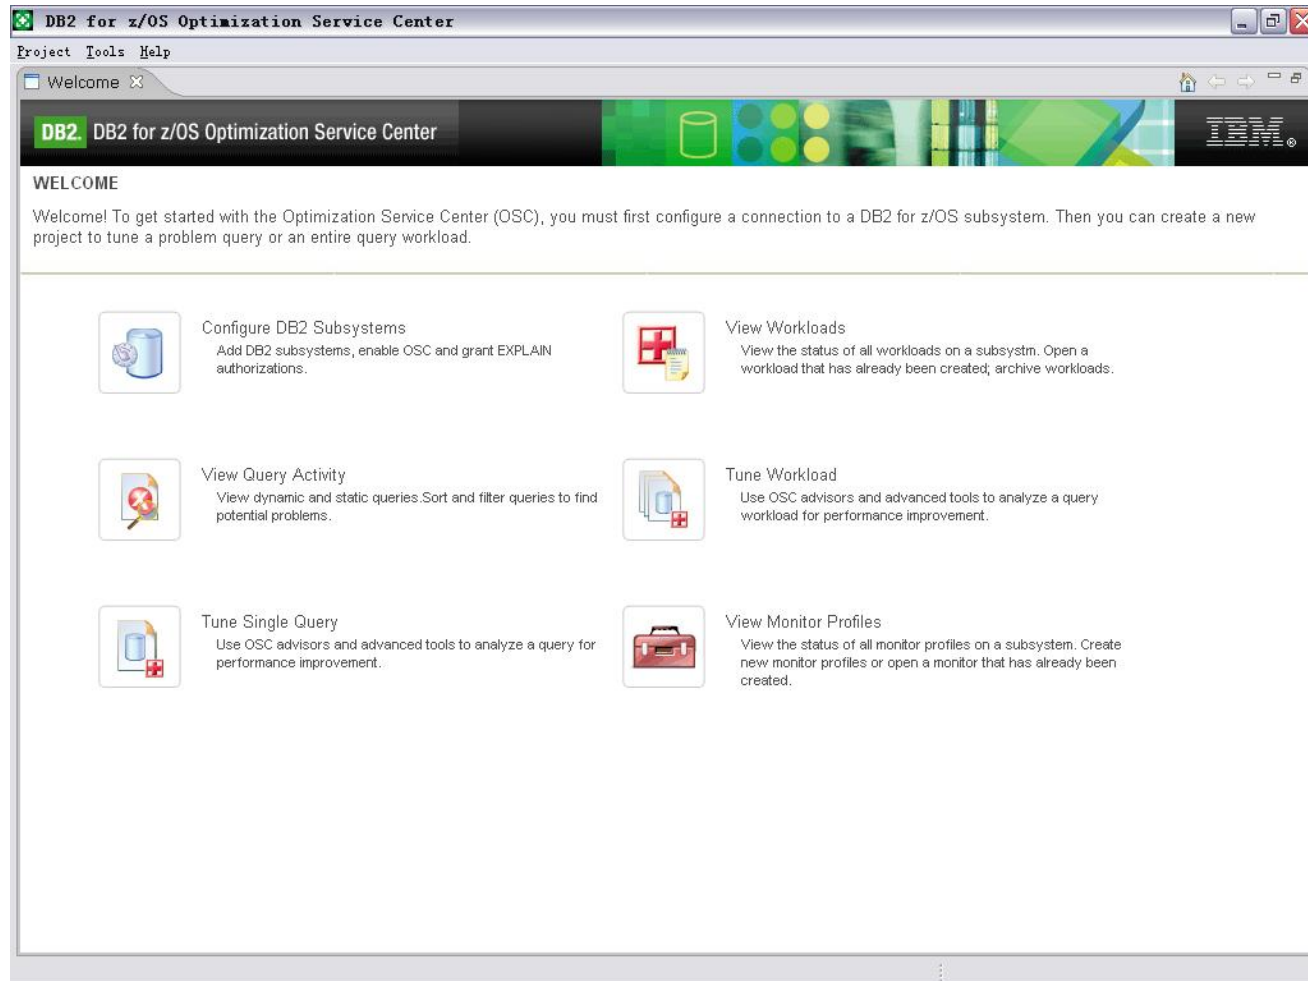 DB2 for z/OS Optimization Service Center
Project Tools Help
Welcome
DB2. DB2 for z/OS Optimization Service Center
IBM®
WELCOME
Welcome! To get started with the Optimization Service Center (OSC), you must first configure a connection to a DB2 for z/OS subsystem. Then you can create a new
project to tune a problem query or an entire query workload.
Configure DB2 Subsystems
Add DB2 subsystems, enable OSC and grant EXPLAIN
authorizations.
View Workloads
View the status of all workloads on a subsystm. Open a
workload that has already been created; archive workloads.
View Query Activity
View dynamic and static queries.Sort and filter queries to find
potential problems.
Tune Workload
Use OSC advisors and advanced tools to analyze a query
workload for performance improvement.
Tune Single Query
Use OSC advisors and advanced tools to analyze a query for
performance improvement.
View Monitor Profiles
View the status of all monitor profiles on a subsystem. Create
new monitor profiles or open a monitor that has already been
created.